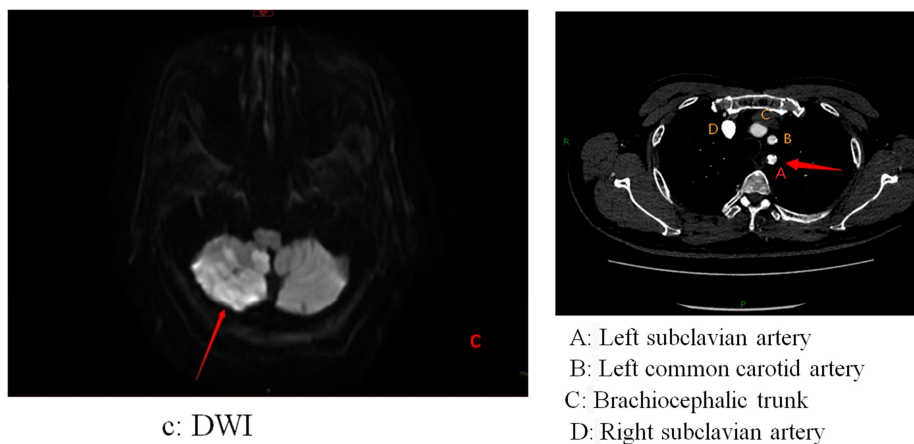 C
c: DWI
R
D
C
B
A
P
A: Left subclavian artery
B: Left common carotid artery
C: Brachiocephalic trunk
D: Right subclavian artery